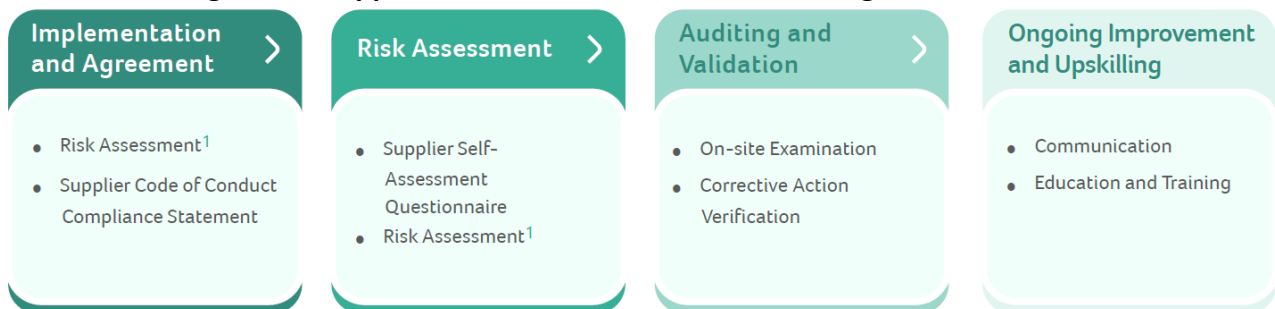 Implementation
and Agreement
Risk Assessment¹
Supplier Code of Conduct
Compliance Statement
Risk Assessment
Supplier Self-
Assessment
Questionnaire
Risk Assessment¹
Auditing and
Validation
On-site Examination
Corrective Action
Verification
Ongoing Improvement
and Upskilling
Communication
Education and Training